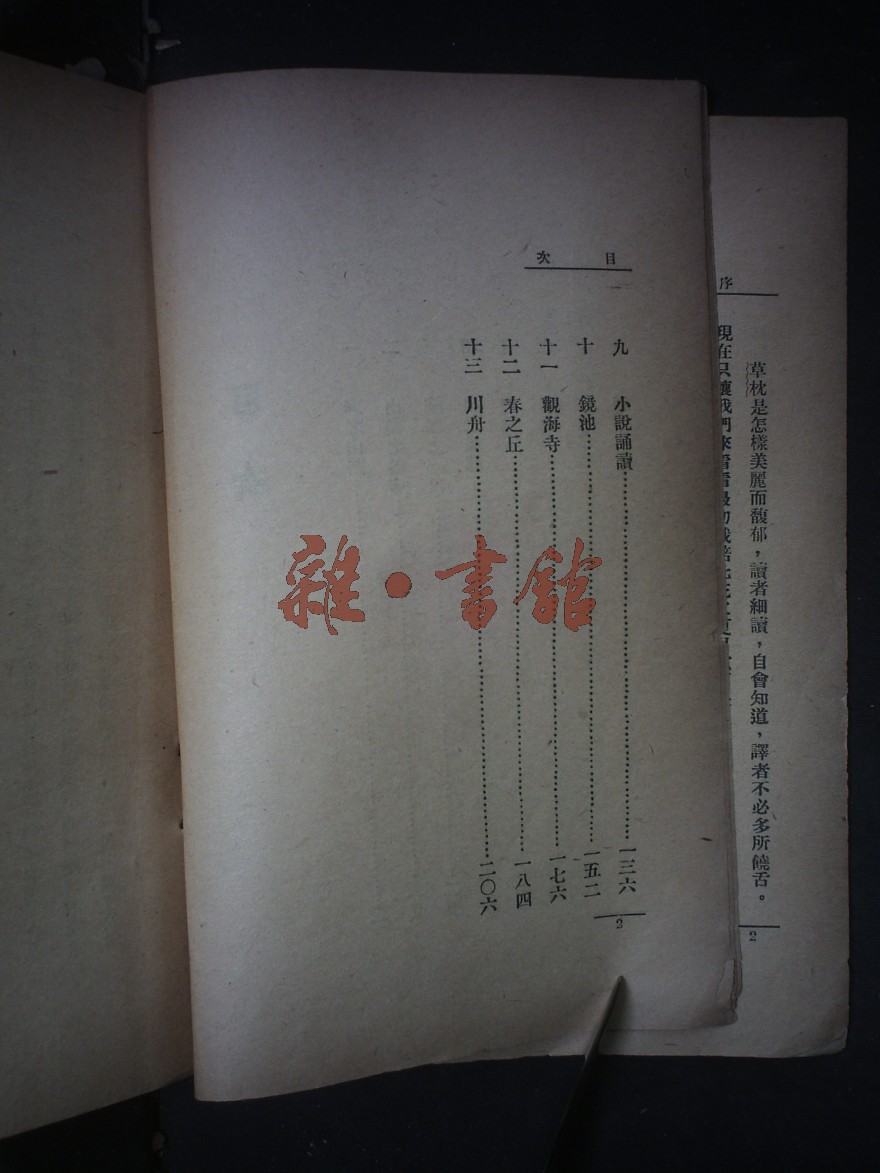 序
草枕是怎樣美麗而馥郁，讀者細讀，自會知道，譯者不必多所饒舌。
現在只讓我們來看看最初
2
目次
九 小說誦讀……一三六
十 鏡池……一五二
十一 觀海寺……一七六
十二 春之丘……一八四
十三 川舟……二〇六
2
雜·書館